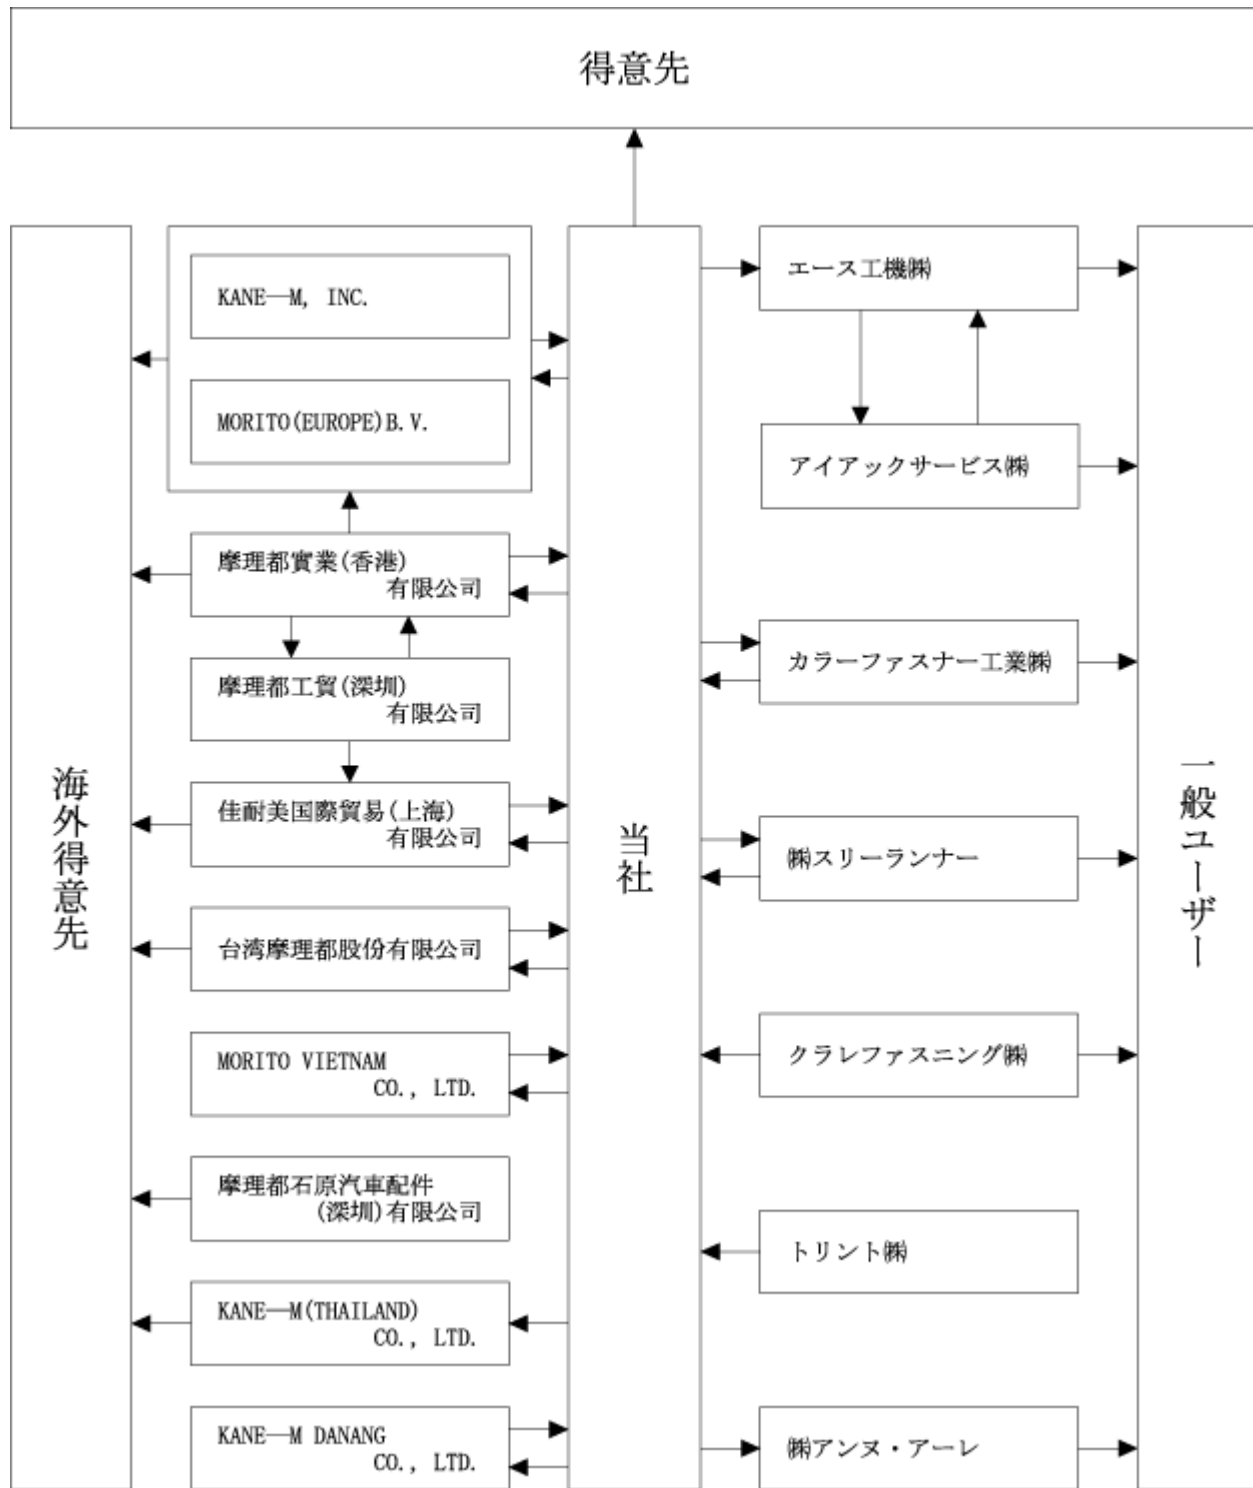 得意先
海外得意先
KANE―M, INC.
MORITO(EUROPE)B.V.
摩理都實業(香港)
有限公司
摩理都工貿(深圳)
有限公司
佳耐美国際貿易(上海)
有限公司
台湾摩理都股份有限公司
MORITO VIETNAM
CO., LTD.
摩理都石原汽車配件
(深圳)有限公司
KANE―M(THAILAND)
CO., LTD.
KANE―M DANANG
CO., LTD.
当社
エース工機㈱
アイアックサービス㈱
カラーファスナー工業㈱
㈱スリーランナー
クラレファスニング㈱
トリント㈱
㈱アンヌ・アーレ
一般ユーザー